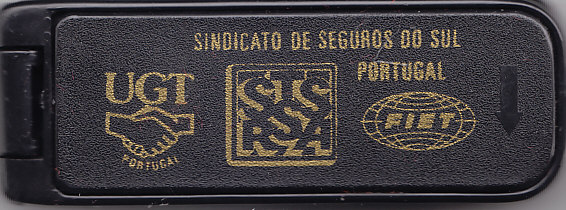 SINDICATO DE SEGUROS DO SUL
PORTUGAL
UGT
PORTUGAL
FIET